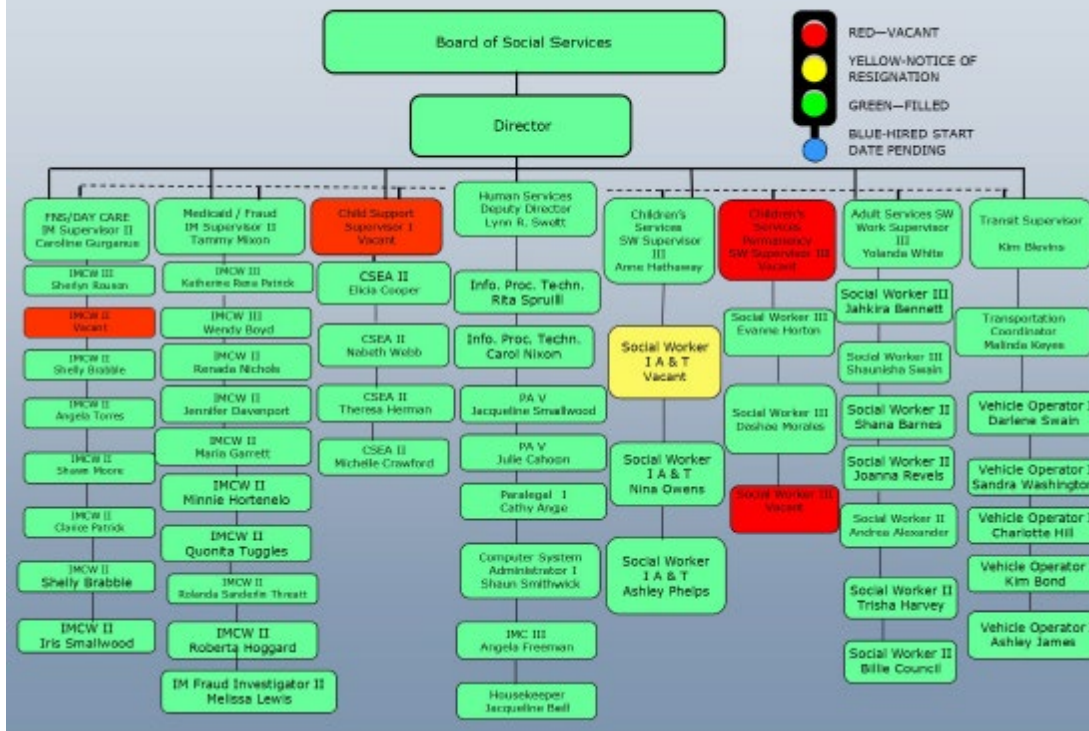 Board of Social Services
RED—VACANT
YELLOW-NOTICE OF
RESIGNATION
GREEN—FILLED
BLUE-HIRED START
DATE PENDING
Director
FNS/DAY CARE
IM Supervisor II
Caroline Gurganus
IMCW III
Sherlyn
IMCW II
Vacant
IMCW II
Shelly Brabble
IMCW II
Angela Torres
IMCW II
Shawn Moore
IMCW II
Clarice Patrick
IMCW II
Shelly Brabble
IMCW II
Iris Smallwood
Medicaid / Fraud
IM Supervisor II
Tammy Mixon
IMCW III
Katherine Rena Patrick
IMCW III
Wendy Boyd
IMCW II
Renada Nichols
IMCW II
Jennifer Davenport
IMCW II
Maria Garrett
IMCW II
Minnie Hortenelo
IMCW II
Quonita Tuggles
IMCW II
Rolanda Sanderlin Threatt
IMCW II
Roberta Hoggard
IM Fraud Investigator II
Melissa Lewis
Child Support
Supervisor I
Vacant
CSEA II
Elicia Cooper
CSEA II
Nabeth Webb
CSEA II
Theresa Herman
CSEA II
Michelle Crawford
Human Services
Deputy Director
Lynn R. Swett
Info. Proc. Techn.
Rita Spruill
Info. Proc. Techn.
Carol Nixon
PA V
Jacqueline Smallwood
PA V
Julie Cahoon
Paralegal I
Cathy Ange
Computer System
Administrator I
Shaun Smithwick
IMC III
Angela Freeman
Housekeeper
Jacqueline Bell
Children's
Services
SW Supervisor
III
Anne Hathaway
Social Worker
I A & T
Vacant
Social Worker
I A & T
Nina Owens
Social Worker
I A & T
Ashley Phelps
Children's
Services
Permanency
SW Supervisor III
Vacant
Social Worker III
Evanne Horton
Social Worker III
Dashae Morales
Social Worker III
Vacant
Adult Services SW
Work Supervisor
III
Yolanda White
Social Worker III
Jahkira Bennett
Social Worker III
Shaunisha Swain
Social Worker II
Shana Barnes
Social Worker II
Joanna Revels
Social Worker II
Andrea Alexander
Social Worker II
Trisha Harvey
Social Worker II
Billie Council
Transit Supervisor
Kim Blevins
Transportation
Coordinator
Malinda Keyes
Vehicle Operator I
Darlene Swain
Vehicle Operator I
Sandra Washington
Vehicle Operator I
Charlotte Hill
Vehicle Operator I
Kim Bond
Vehicle Operator I
Ashley James